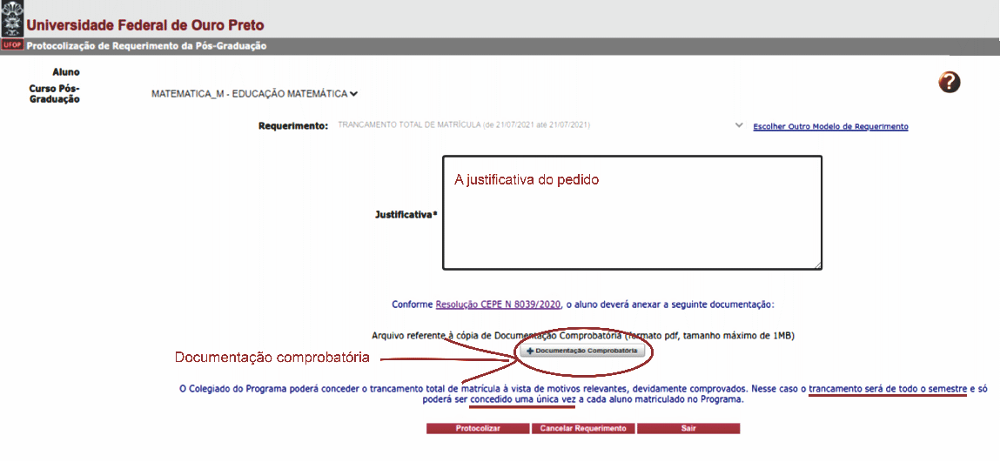 Universidade Federal de Ouro Preto
UFOP Protocolização de Requerimento da Pós-Graduação
Aluno
Curso Pós-
Graduação
MATEMATICA_M - EDUCAÇÃO MATEMÁTICA
?
Requerimento: TRANCAMENTO TOTAL DE MATRÍCULA (de 21/07/2021 até 21/07/2021) Escolher Outro Modelo de Requerimento
A justificativa do pedido
Justificativa*
Conforme Resolução CEPE N 8039/2020, o aluno deverá anexar a seguinte documentação:
Arquivo referente à cópia de Documentação Comprobatória (formato pdf, tamanho máximo de 1MB)
+ Documentação Comprobatória
Documentação comprobatória
O Colegiado do Programa poderá conceder o trancamento total de matrícula à vista de motivos relevantes, devidamente comprovados. Nesse caso o trancamento será de todo o semestre e só
poderá ser concedido uma única vez a cada aluno matriculado no Programa.
Protocolizar Cancelar Requerimento Sair